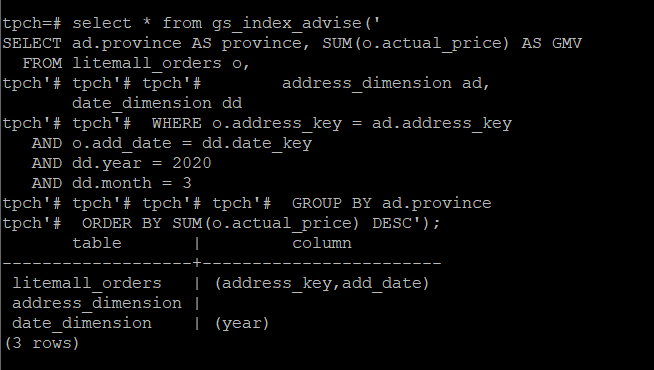 tpch=# select * from gs_index_advise('
SELECT ad.province AS province, SUM(o.actual_price) AS GMV
  FROM litemall_orders o,
tpch'# tpch'# tpch'#        address_dimension ad,
       date_dimension dd
tpch'# tpch'#  WHERE o.address_key = ad.address_key
   AND o.add_date = dd.date_key
   AND dd.year = 2020
   AND dd.month = 3
tpch'# tpch'# tpch'# tpch'#  GROUP BY ad.province
tpch'#  ORDER BY SUM(o.actual_price) DESC');
       table       |         column
-------------------+------------------------
 litemall_orders   | (address_key,add_date)
 address_dimension |
 date_dimension    | (year)
(3 rows)